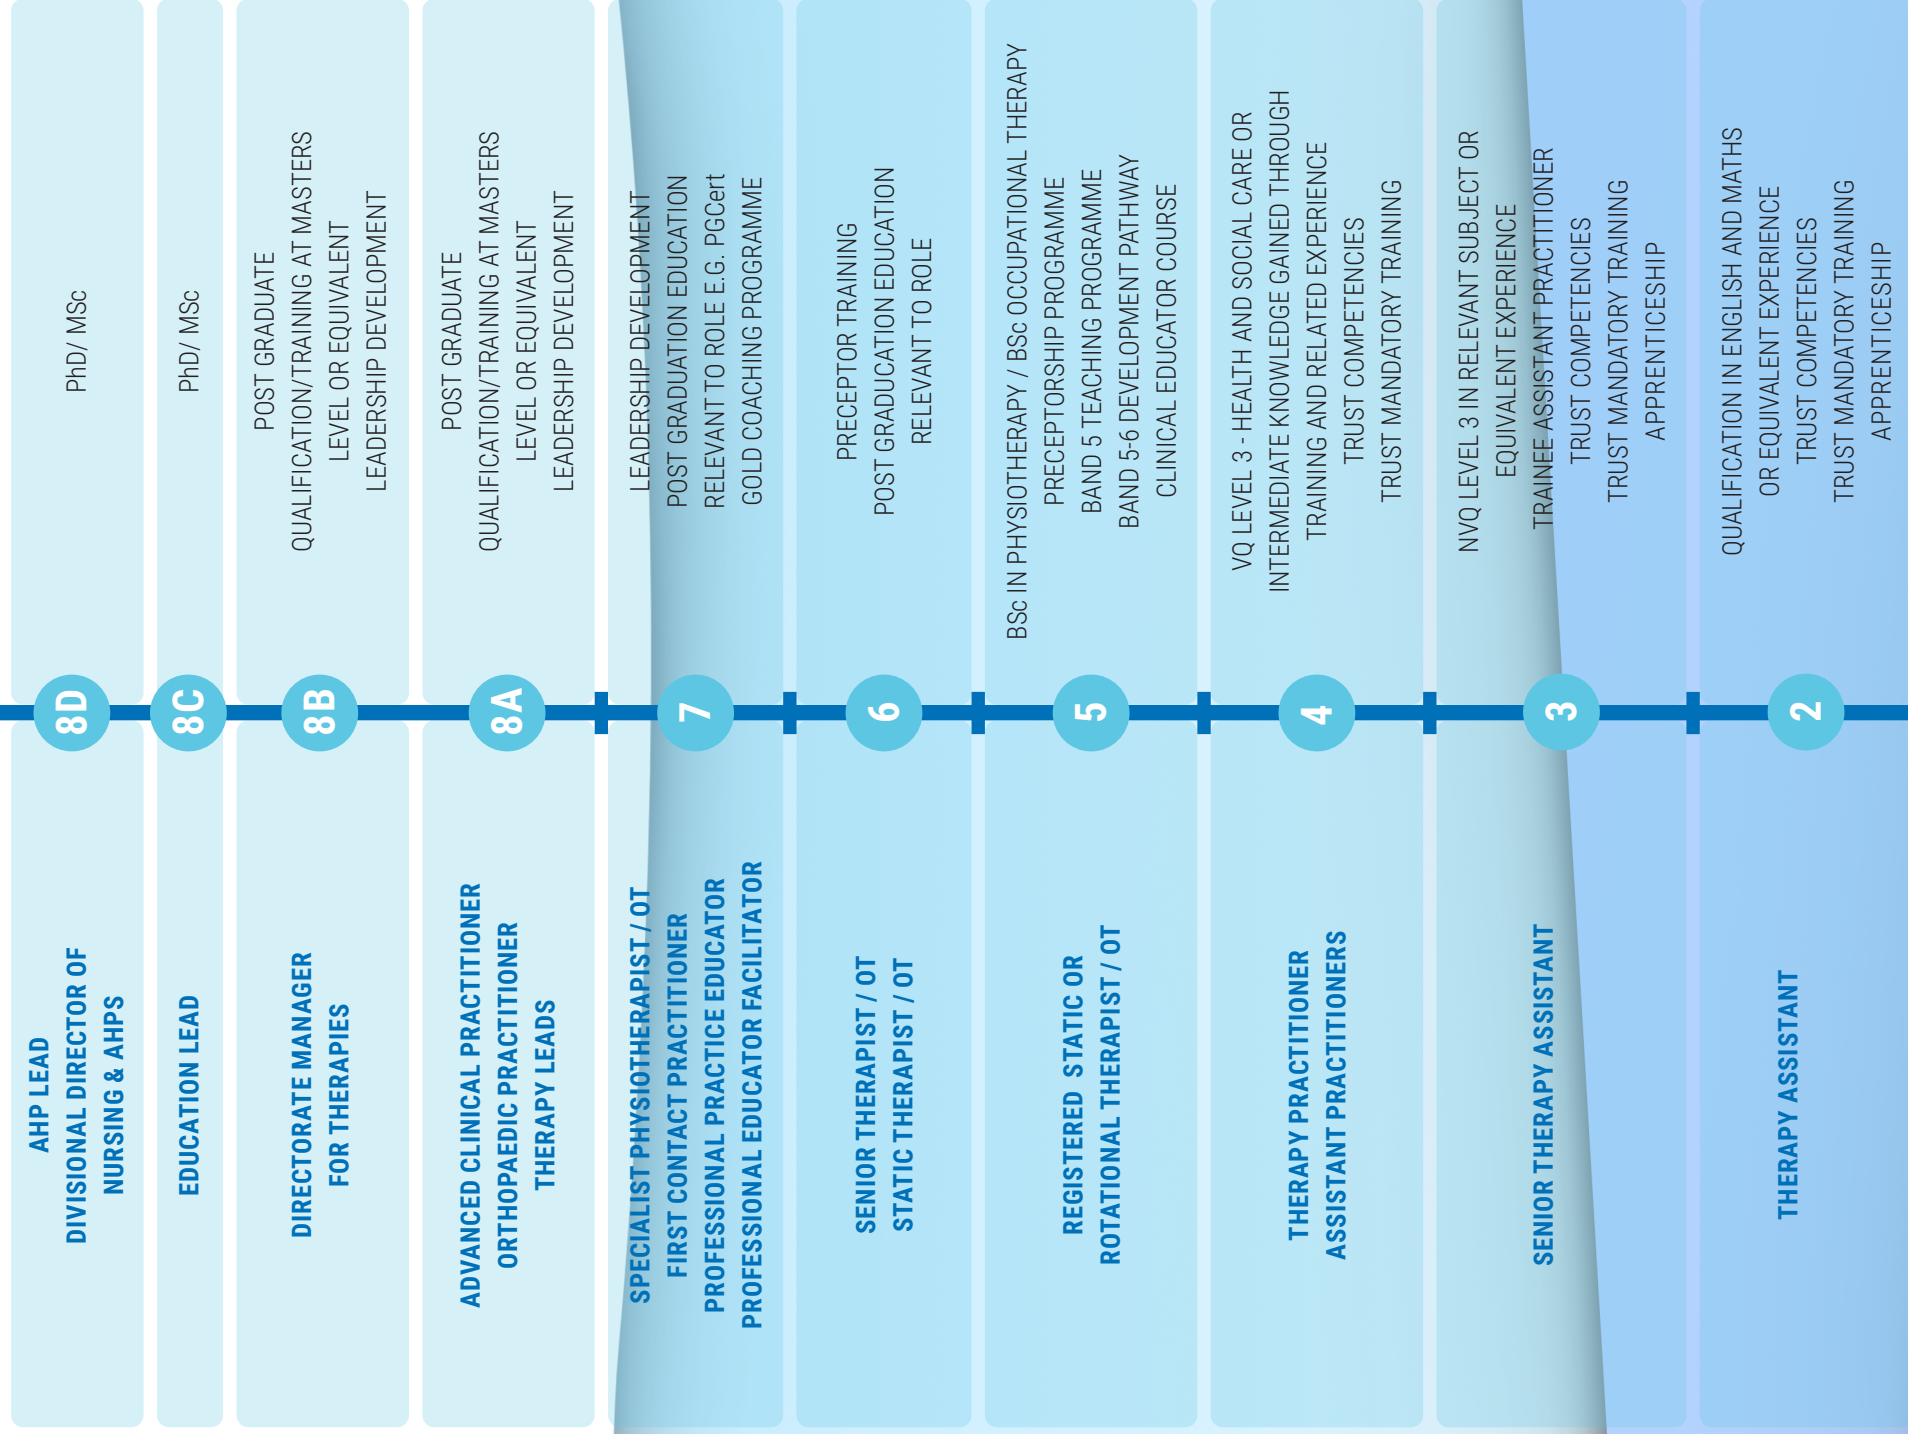 AHP LEAD
DIVISIONAL DIRECTOR OF
NURSING & AHPS
8D
PhD/ MSc
EDUCATION LEAD
8C
PhD/ MSc
DIRECTORATE MANAGER
FOR THERAPIES
8B
POST GRADUATE
QUALIFICATION/TRAINING AT MASTERS
LEVEL OR EQUIVALENT
LEADERSHIP DEVELOPMENT
ADVANCED CLINICAL PRACTITIONER
ORTHOPAEDIC PRACTITIONER
THERAPY LEADS
8A
POST GRADUATE
QUALIFICATION/TRAINING AT MASTERS
LEVEL OR EQUIVALENT
LEADERSHIP DEVELOPMENT
SPECIALIST PHYSIOTHERAPIST / OT
FIRST CONTACT PRACTITIONER
PROFESSIONAL PRACTICE EDUCATOR
PROFESSIONAL EDUCATOR FACILITATOR
7
LEADERSHIP DEVELOPMENT
POST GRADUATION EDUCATION
RELEVANT TO ROLE E.G. PGCert
GOLD COACHING PROGRAMME
SENIOR THERAPIST / OT
STATIC THERAPIST / OT
6
PRECEPTOR TRAINING
POST GRADUCATION EDUCATION
RELEVANT TO ROLE
REGISTERED STATIC OR
ROTATIONAL THERAPIST / OT
5
BSc IN PHYSIOTHERAPY / BSc OCCUPATIONAL THERAPY
PRECEPTORSHIP PROGRAMME
BAND 5 TEACHING PROGRAMME
BAND 5-6 DEVELOPMENT PATHWAY
CLINICAL EDUCATOR COURSE
THERAPY PRACTITIONER
ASSISTANT PRACTITIONERS
4
VQ LEVEL 3 - HEALTH AND SOCIAL CARE OR
INTERMEDIATE KNOWLEDGE GAINED THROUGH
TRAINING AND RELATED EXPERIENCE
TRUST COMPETENCIES
TRUST MANDATORY TRAINING
SENIOR THERAPY ASSISTANT
3
NVQ LEVEL 3 IN RELEVANT SUBJECT OR
EQUIVALENT EXPERIENCE
TRAINEE ASSISTANT PRACTITIONER
TRUST COMPETENCIES
TRUST MANDATORY TRAINING
APPRENTICESHIP
THERAPY ASSISTANT
2
QUALIFICATION IN ENGLISH AND MATHS
OR EQUIVALENT EXPERIENCE
TRUST COMPETENCIES
TRUST MANDATORY TRAINING
APPRENTICESHIP